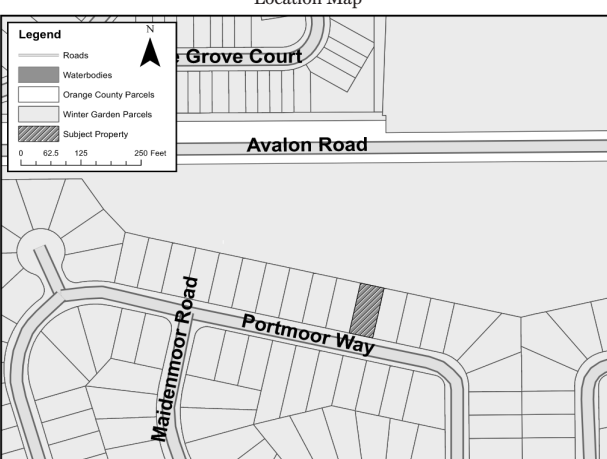 Location Map
Legend
Roads
Waterbodies
Orange County Parcels
Winter Garden Parcels
Subject Property
0 62.5 125 250 Feet
N
Grove Court
Avalon Road
Maidenmoor Road
Portmoor Way